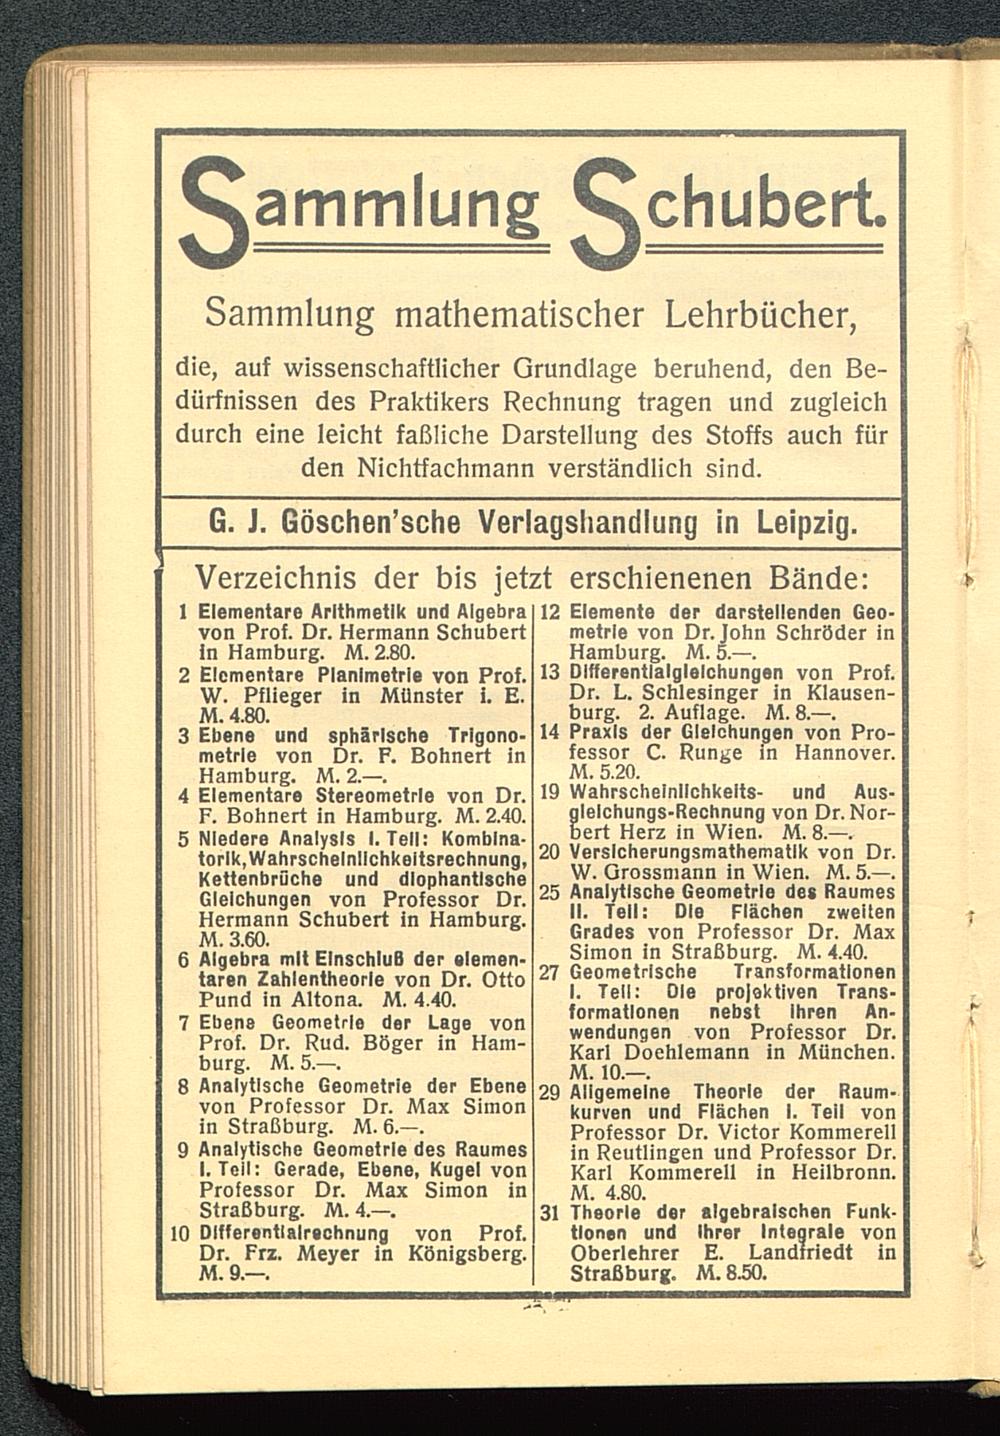 Sammlung Schubert.
Sammlung mathematischer Lehrbücher,
die, auf wissenschaftlicher Grundlage beruhend, den Be-
dürfnissen des Praktikers Rechnung tragen und zugleich
durch eine leicht faßliche Darstellung des Stoffs auch für
den Nichtfachmann verständlich sind.
G. J. Göschen'sche Verlagshandlung in Leipzig.
Verzeichnis der bis jetzt erschienenen Bände:
1 Elementare Arithmetik und Algebra
von Prof. Dr. Hermann Schubert
in Hamburg. M. 2.80.
2 Elementare Planimetrie von Prof.
W. Pflieger in Münster i. E.
M. 4.80.
3 Ebene und sphärische Trigono-
metrie von Dr. F. Bohnert in
Hamburg. M. 2.—.
4 Elementare Stereometrie von Dr.
F. Bohnert in Hamburg. M. 2.40.
5 Niedere Analysis I. Teil: Kombina-
torik, Wahrscheinlichkeitsrechnung,
Kettenbrüche und diophantische
Gleichungen von Professor Dr.
Hermann Schubert in Hamburg.
M. 3.60.
6 Algebra mit Einschluß der elemen-
taren Zahlentheorie von Dr. Otto
Pund in Altona. M. 4.40.
7 Ebene Geometrie der Lage von
Prof. Dr. Rud. Böger in Ham-
burg. M. 5.—.
8 Analytische Geometrie der Ebene
von Professor Dr. Max Simon
in Straßburg. M. 6.—.
9 Analytische Geometrie des Raumes
I. Teil: Gerade, Ebene, Kugel von
Professor Dr. Max Simon in
Straßburg. M. 4.—.
10 Differentialrechnung von Prof.
Dr. Frz. Meyer in Königsberg.
M. 9.—.
12 Elemente der darstellenden Geo-
metrie von Dr. John Schröder in
Hamburg. M. 5.—.
13 Differentialgleichungen von Prof.
Dr. L. Schlesinger in Klausen-
burg. 2. Auflage. M. 8.—.
14 Praxis der Gleichungen von Pro-
fessor C. Runge in Hannover.
M. 5.20.
19 Wahrscheinlichkeits- und Aus-
gleichungs-Rechnung von Dr. Nor-
bert Herz in Wien. M. 8.—.
20 Versicherungsmathematik von Dr.
W. Grossmann in Wien. M. 5.—.
25 Analytische Geometrie des Raumes
II. Teil: Die Flächen zweiten
Grades von Professor Dr. Max
Simon in Straßburg. M. 4.40.
27 Geometrische Transformationen
I. Teil: Die projektiven Trans-
formationen nebst ihren An-
wendungen von Professor Dr.
Karl Doehlemann in München.
M. 10.—.
29 Allgemeine Theorie der Raum-
kurven und Flächen I. Teil von
Professor Dr. Victor Kommerell
in Reutlingen und Professor Dr.
Karl Kommerell in Heilbronn.
M. 4.80.
31 Theorie der algebraischen Funk-
tionen und ihrer Integrale von
Oberlehrer E. Landfriedt in
Straßburg. M. 8.50.